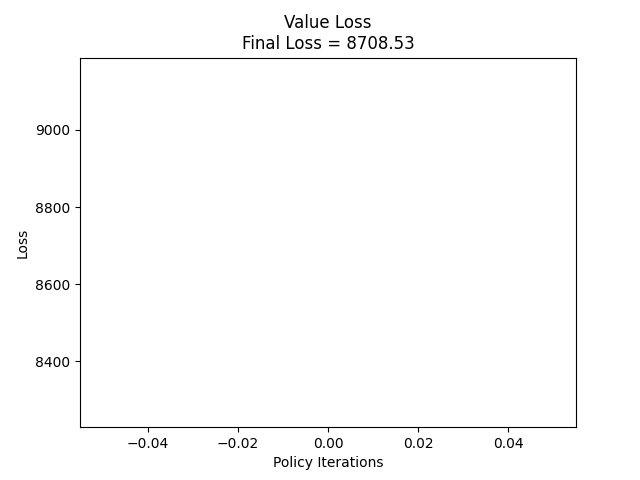 Value Loss
Final Loss = 8708.53
9000
8800
8600
8400
Loss
−0.04 −0.02 0.00 0.02 0.04
Policy Iterations